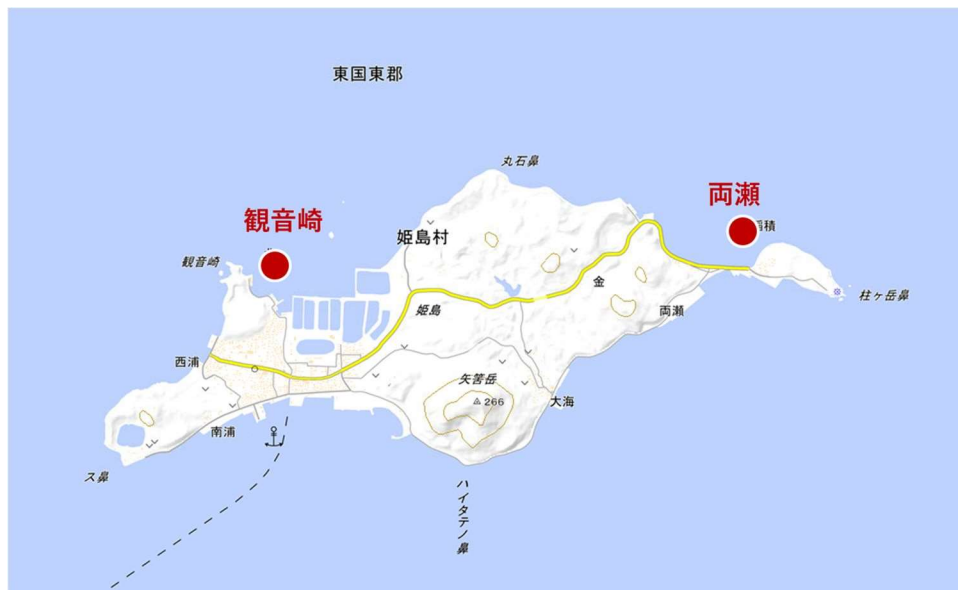 東国東郡
丸石鼻
両瀬
観音崎
稲積
姫島村
観音崎
金
柱ヶ岳鼻
姫島
両瀬
西浦
矢筈岳
266
大海
南浦
ス鼻
ハイタテノ鼻